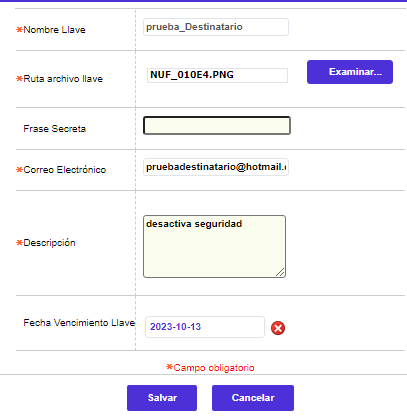 *Nombre Llave prueba_Destinatario
*Ruta archivo llave NUF_010E4.PNG Examinar...
Frase Secreta
*Correo Electrónico pruebadestinatario@hotmail.
*Descripción desactiva seguridad
Fecha Vencimiento Llave 2023-10-13
*Campo obligatorio
Salvar Cancelar